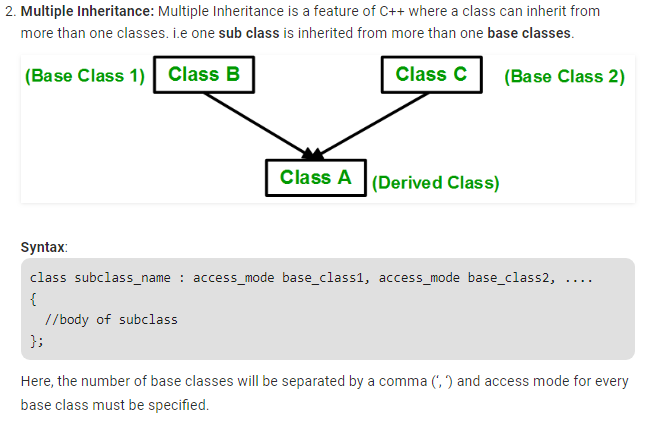 2. Multiple Inheritance: Multiple Inheritance is a feature of C++ where a class can inherit from
more than one classes. i.e one sub class is inherited from more than one base classes.
(Base Class 1) Class B Class C (Base Class 2)
Class A (Derived Class)
Syntax:
class subclass_name : access_mode base_class1, access_mode base_class2, ....
{
  //body of subclass
};
Here, the number of base classes will be separated by a comma (‘, ‘) and access mode for every
base class must be specified.